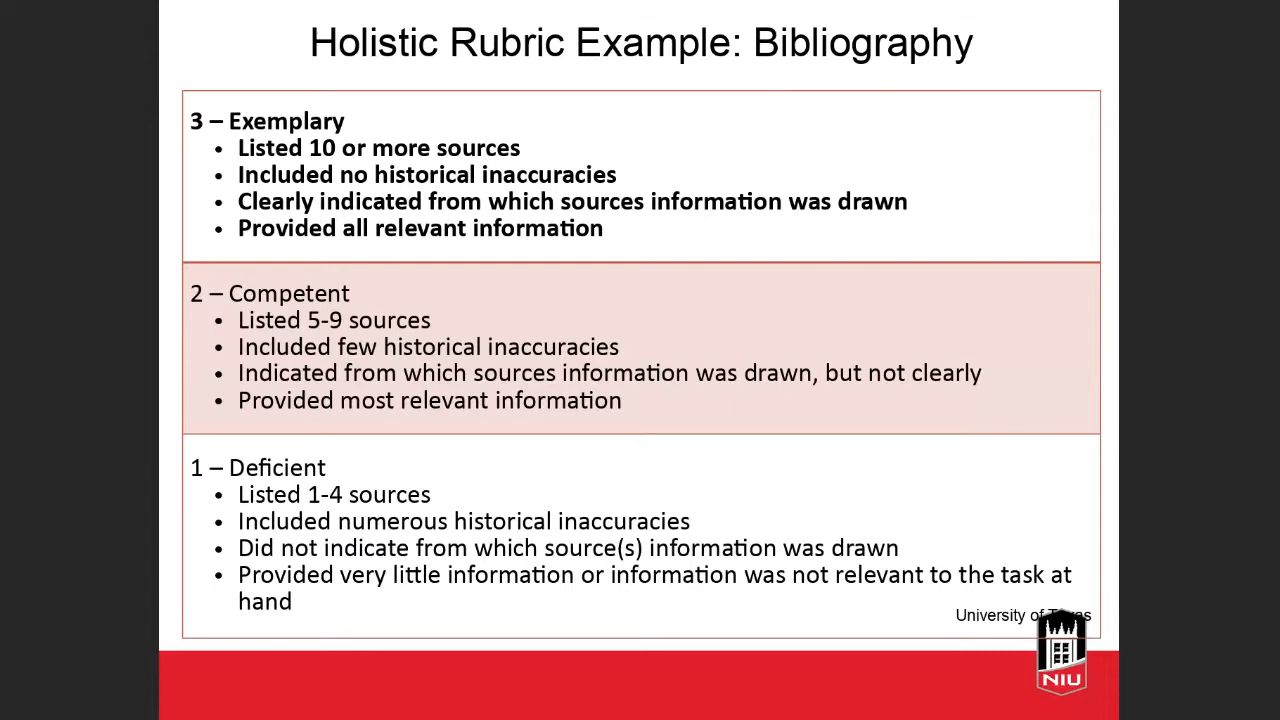 Holistic Rubric Example: Bibliography
3 – Exemplary
• Listed 10 or more sources
• Included no historical inaccuracies
• Clearly indicated from which sources information was drawn
• Provided all relevant information
2 – Competent
• Listed 5-9 sources
• Included few historical inaccuracies
• Indicated from which sources information was drawn, but not clearly
• Provided most relevant information
1 – Deficient
• Listed 1-4 sources
• Included numerous historical inaccuracies
• Did not indicate from which source(s) information was drawn
• Provided very little information or information was not relevant to the task at
hand
University of Texas
NIU